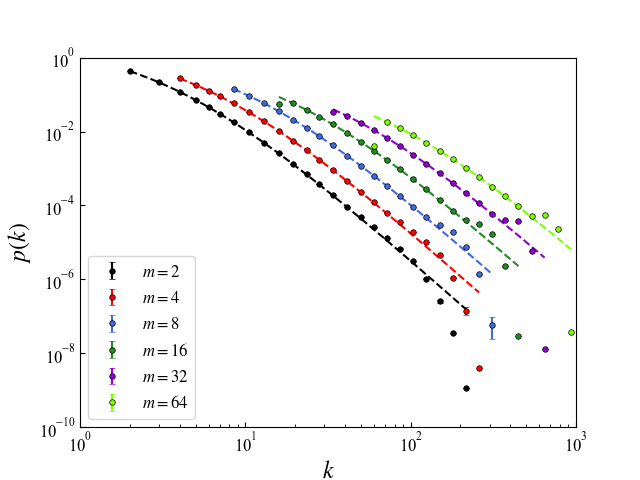 10^0
10^{-2}
10^{-4}
10^{-6}
10^{-8}
10^{-10}
p(k)
m = 2
m = 4
m = 8
m = 16
m = 32
m = 64
10^0
10^1
10^2
10^3
k